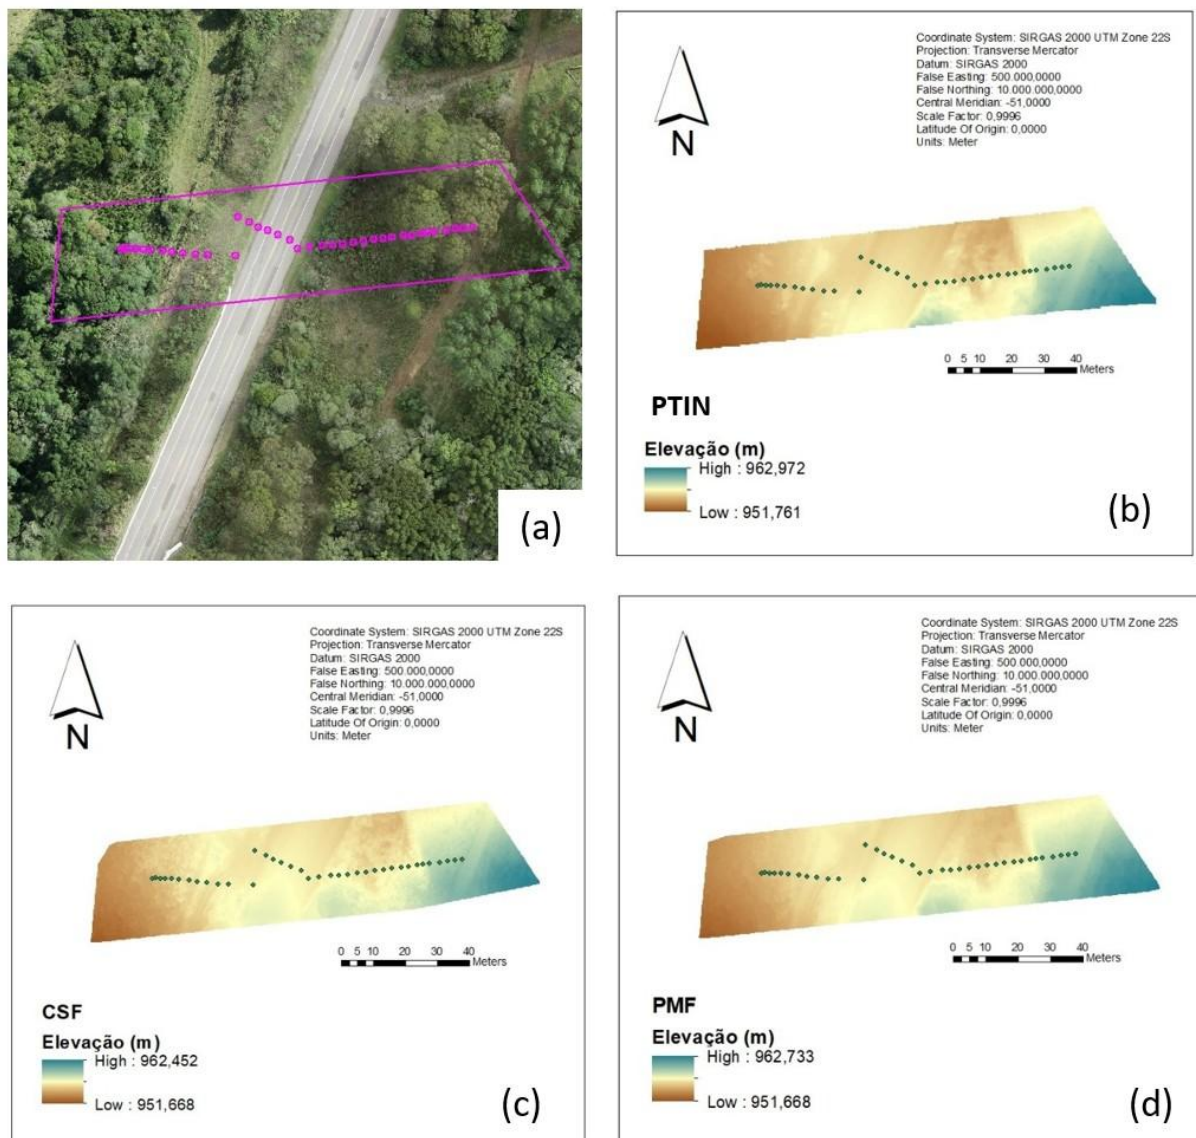 (a)
Coordinate System: SIRGAS 2000 UTM Zone 22S
Projection: Transverse Mercator
Datum: SIRGAS 2000
False Easting: 500.000,0000
False Northing: 10.000.000,0000
Central Meridian: -51,0000
Scale Factor: 0,9996
Latitude Of Origin: 0,0000
Units: Meter
N
0 5 10 20 30 40
Meters
PTIN
Elevação (m)
High : 962,972
Low : 951,761
(b)
Coordinate System: SIRGAS 2000 UTM Zone 22S
Projection: Transverse Mercator
Datum: SIRGAS 2000
False Easting: 500.000,0000
False Northing: 10.000.000,0000
Central Meridian: -51,0000
Scale Factor: 0,9996
Latitude Of Origin: 0,0000
Units: Meter
N
0 5 10 20 30 40
Meters
CSF
Elevação (m)
High : 962,452
Low : 951,668
(c)
Coordinate System: SIRGAS 2000 UTM Zone 22S
Projection: Transverse Mercator
Datum: SIRGAS 2000
False Easting: 500.000,0000
False Northing: 10.000.000,0000
Central Meridian: -51,0000
Scale Factor: 0,9996
Latitude Of Origin: 0,0000
Units: Meter
N
0 5 10 20 30 40
Meters
PMF
Elevação (m)
High : 962,733
Low : 951,668
(d)